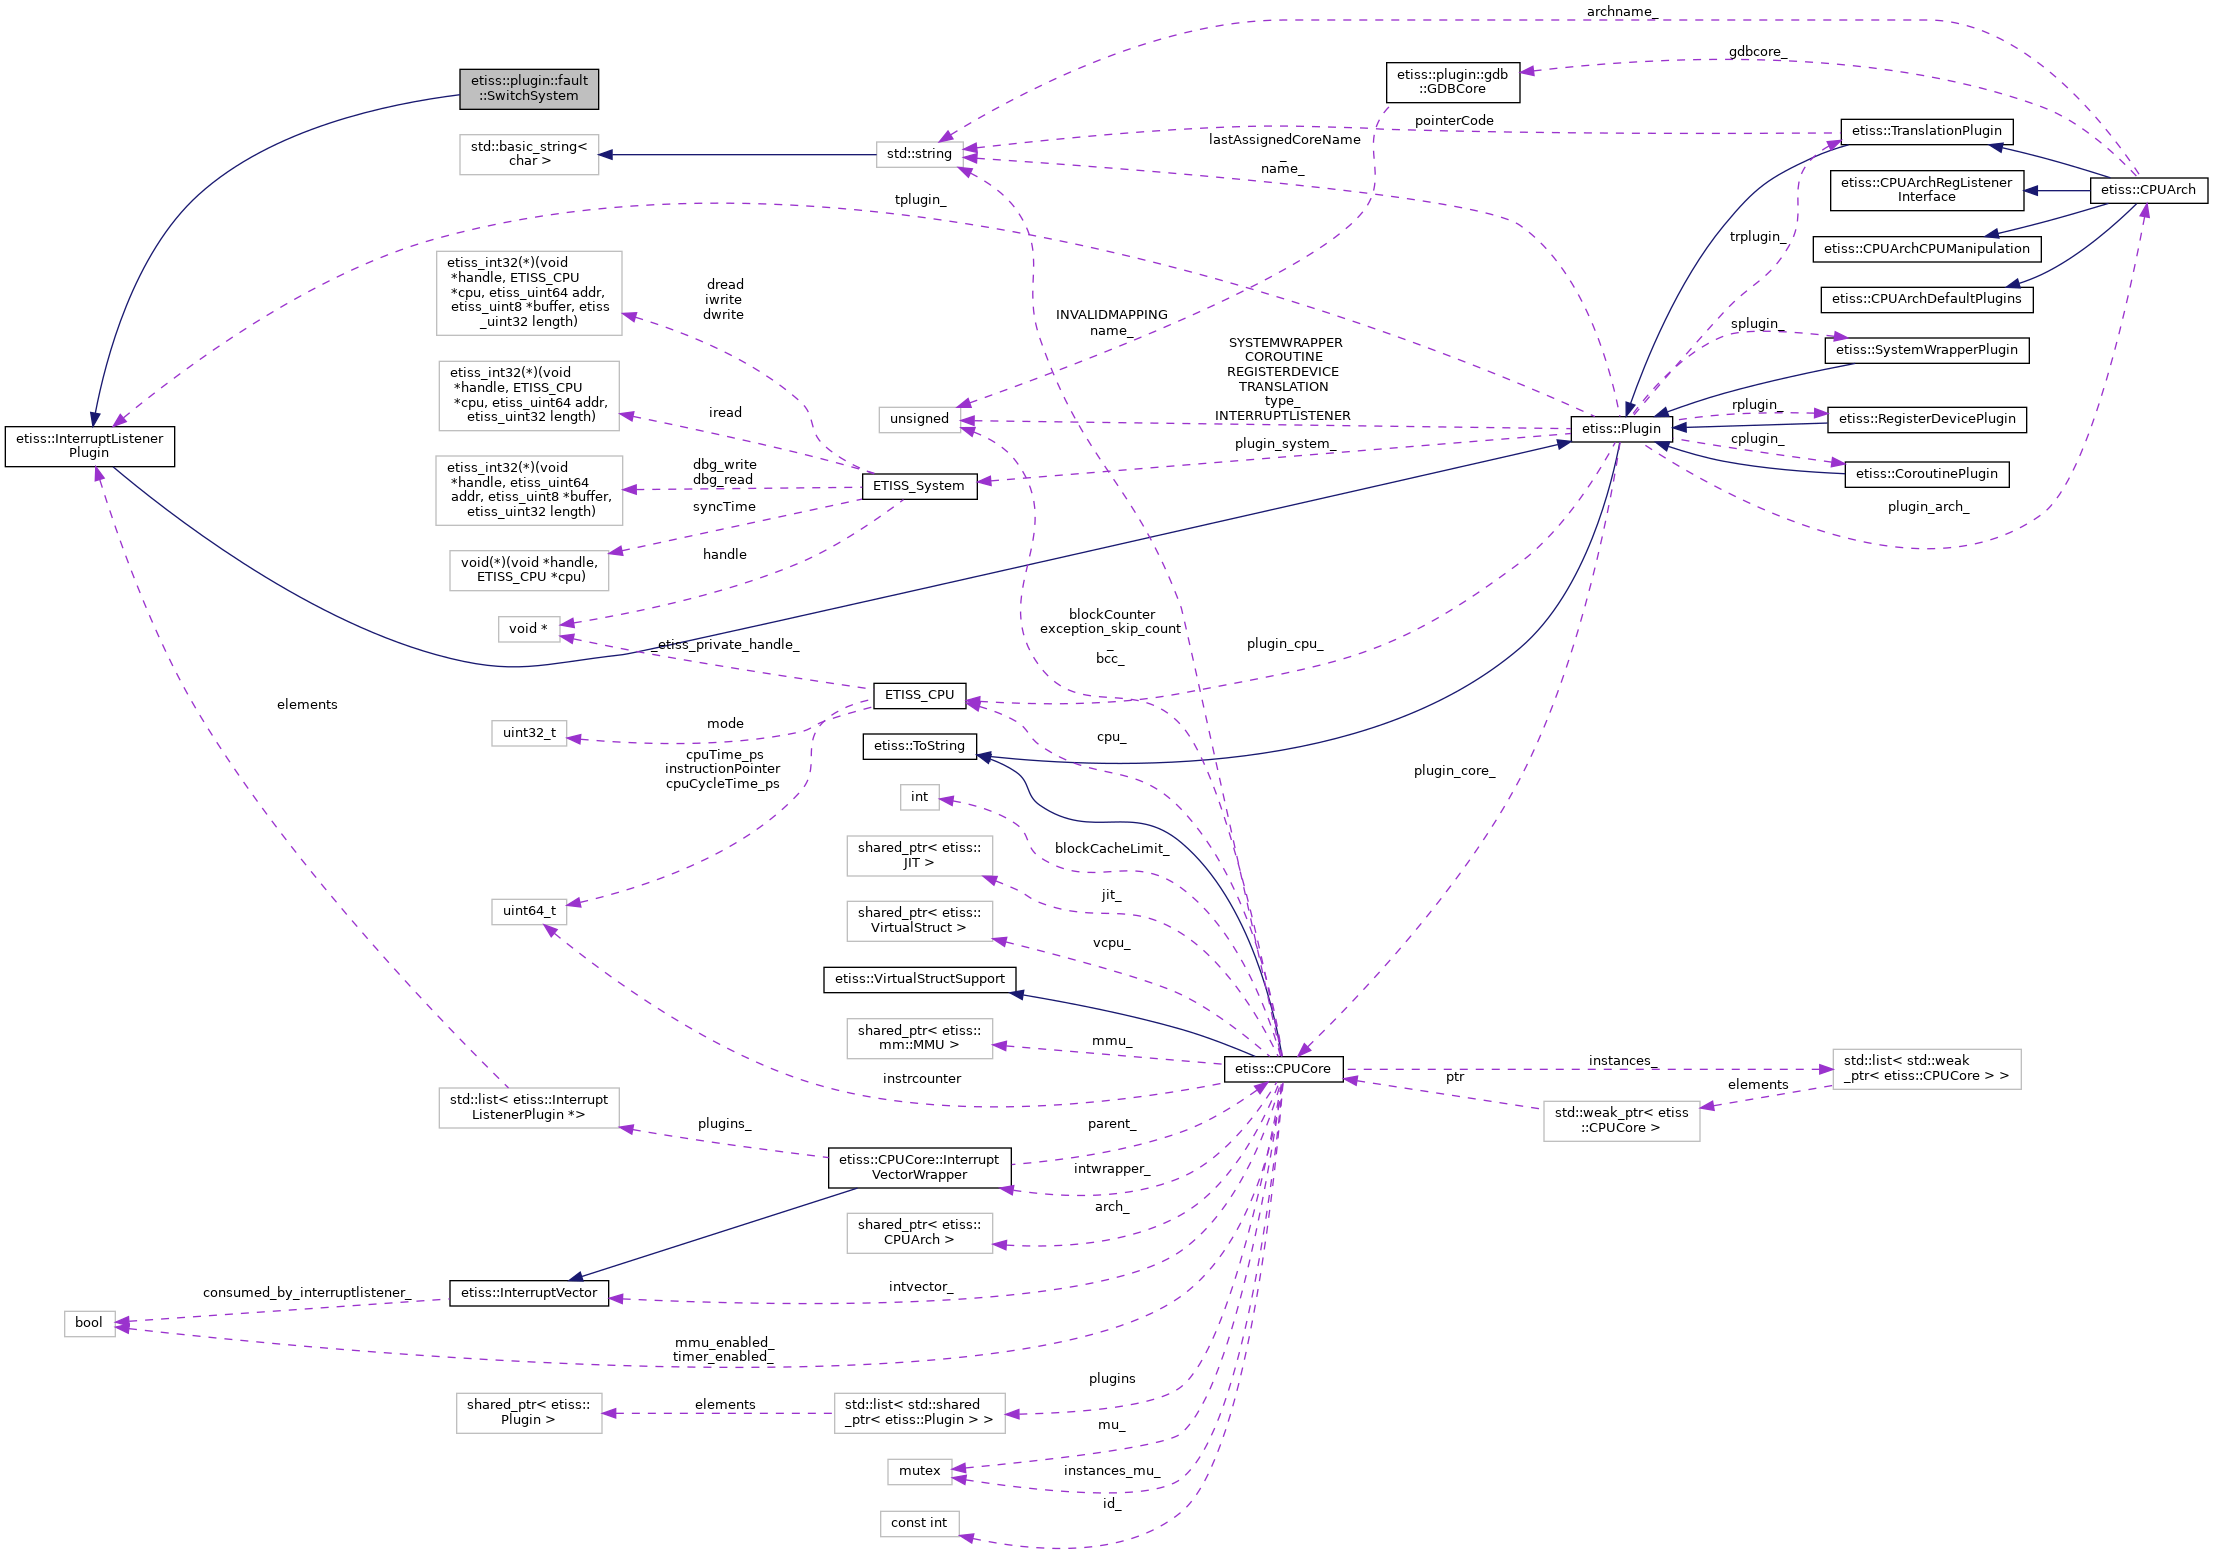 archname_
gdbcore_
etiss::plugin::fault
::SwitchSystem
etiss::plugin::gdb
::GDBCore
pointerCode
etiss::TranslationPlugin
std::basic_string<
char >
std::string
lastAssignedCoreName
_
name_
etiss::CPUArchRegListener
Interface
etiss::CPUArch
tplugin_
trplugin_
etiss::CPUArchCPUManipulation
etiss::CPUArchDefaultPlugins
etiss_int32(*)(void
*handle, ETISS_CPU
*cpu, etiss_uint64 addr,
etiss_uint8 *buffer, etiss
_uint32 length)
dread
iwrite
dwrite
INVALIDMAPPING
name_
splugin_
etiss::SystemWrapperPlugin
SYSTEMWRAPPER
COROUTINE
REGISTERDEVICE
TRANSLATION
type_
INTERRUPTLISTENER
etiss_int32(*)(void
*handle, ETISS_CPU
*cpu, etiss_uint64 addr,
etiss_uint32 length)
iread
unsigned
rplugin_
etiss::RegisterDevicePlugin
etiss::InterruptListener
Plugin
etiss::Plugin
plugin_system_
cplugin_
etiss::CoroutinePlugin
etiss_int32(*)(void
*handle, etiss_uint64
addr, etiss_uint8 *buffer,
etiss_uint32 length)
dbg_write
dbg_read
ETISS_System
syncTime
plugin_arch_
void(*)(void *handle,
ETISS_CPU *cpu)
handle
void *
_etiss_private_handle_
blockCounter
exception_skip_count
_
bcc_
plugin_cpu_
ETISS_CPU
elements
uint32_t
mode
cpu_
etiss::ToString
cpuTime_ps
instructionPointer
cpuCycleTime_ps
plugin_core_
int
shared_ptr< etiss::
JIT >
blockCacheLimit_
jit_
uint64_t
shared_ptr< etiss::
VirtualStruct >
vcpu_
etiss::VirtualStructSupport
shared_ptr< etiss::
mm::MMU >
mmu_
etiss::CPUCore
instances_
std::list< std::weak
_ptr< etiss::CPUCore > >
instrcounter
ptr
elements
std::list< etiss::Interrupt
ListenerPlugin *>
std::weak_ptr< etiss
::CPUCore >
plugins_
parent_
etiss::CPUCore::Interrupt
VectorWrapper
intwrapper_
arch_
shared_ptr< etiss::
CPUArch >
consumed_by_interruptlistener_
etiss::InterruptVector
intvector_
bool
mmu_enabled_
timer_enabled_
plugins
shared_ptr< etiss::
Plugin >
elements
std::list< std::shared
_ptr< etiss::Plugin > >
mu_
mutex
instances_mu_
id_
const int